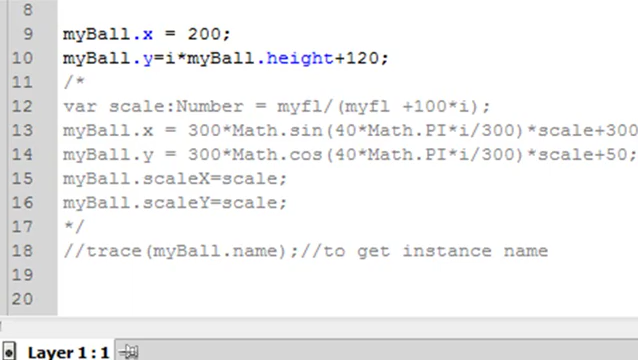 8
9 myBall.x = 200;
10 myBall.y=i*myBall.height+120;
11 /*
12 var scale:Number = myfl/(myfl +100*i);
13 myBall.x = 300*Math.sin(40*Math.PI*i/300)*scale+300
14 myBall.y = 300*Math.cos(40*Math.PI*i/300)*scale+50;
15 myBall.scaleX=scale;
16 myBall.scaleY=scale;
17 */
18 //trace(myBall.name);//to get instance name
19
20
Layer 1 : 1